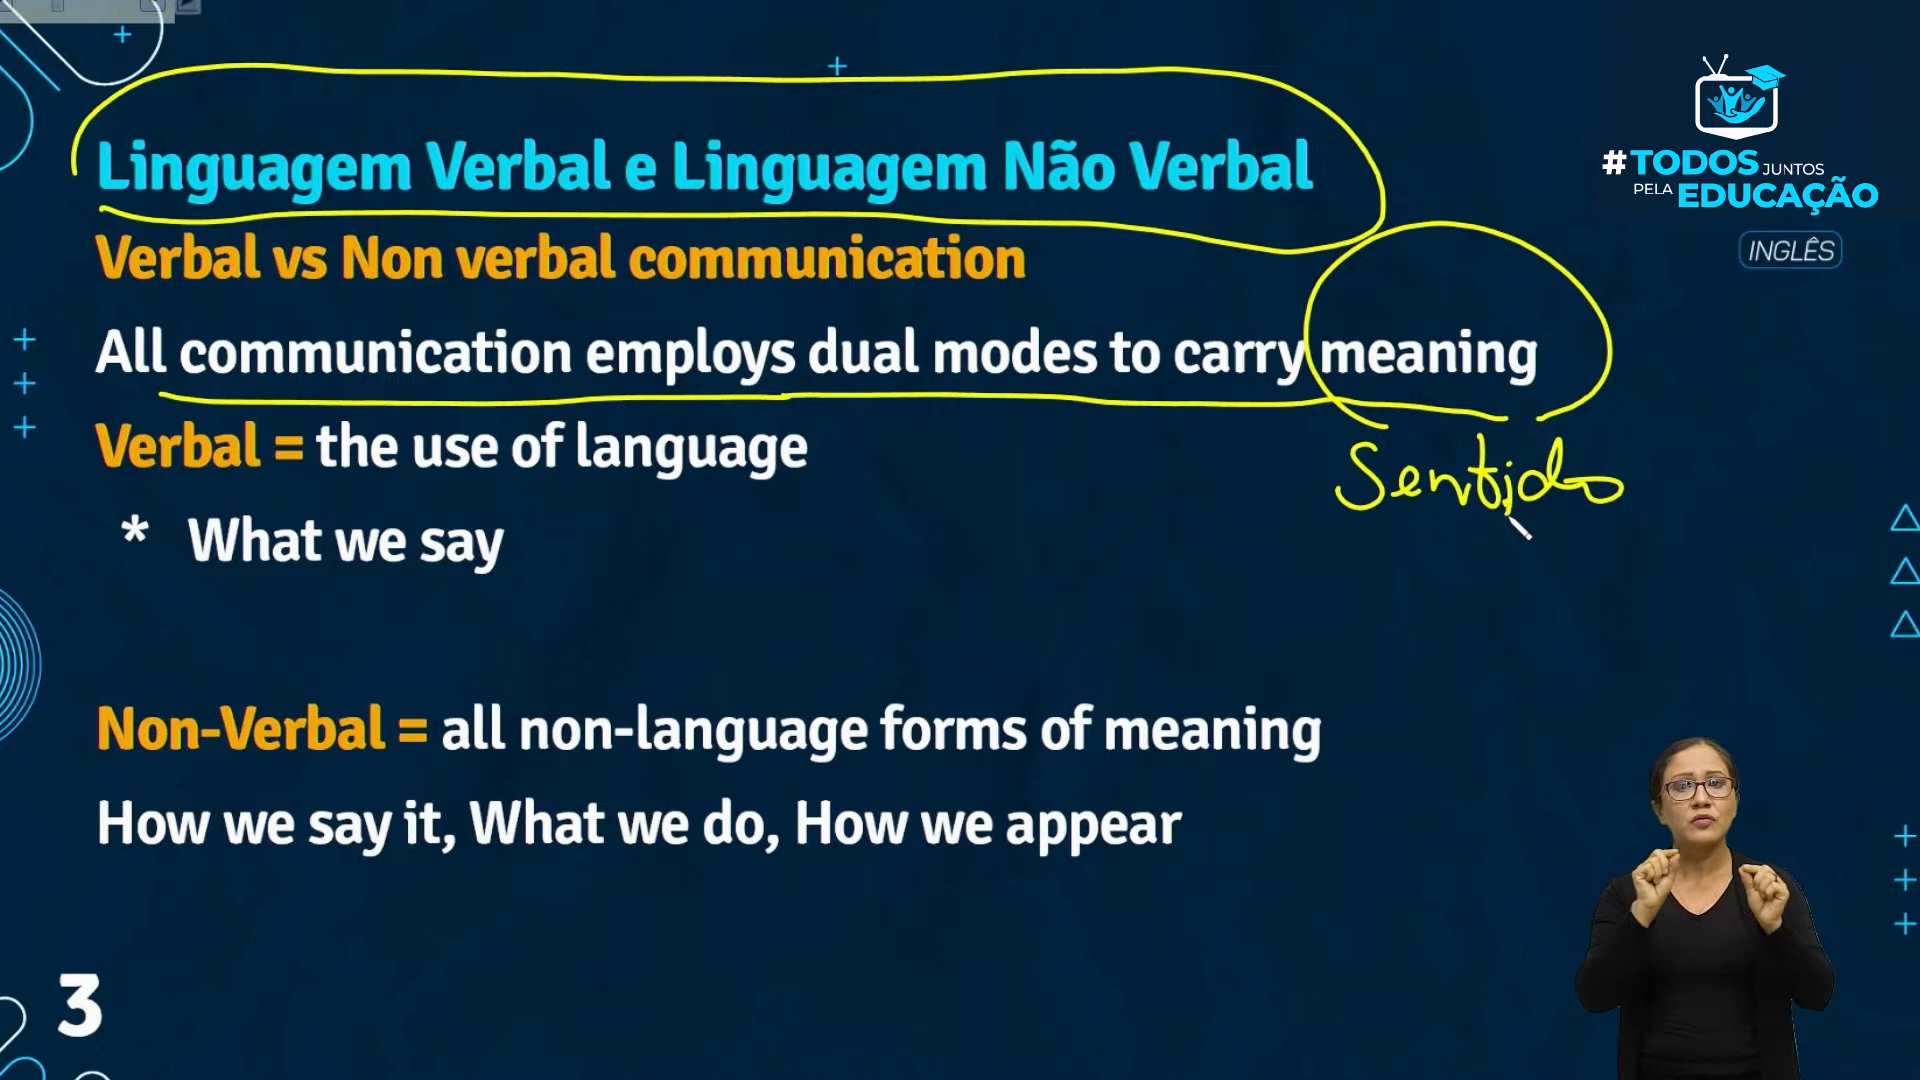 Linguagem Verbal e Linguagem Não Verbal
Verbal vs Non verbal communication
All communication employs dual modes to carry meaning
Sentido
Verbal = the use of language
* What we say
Non-Verbal = all non-language forms of meaning
How we say it, What we do, How we appear
3
#TODOS JUNTOS
PELA EDUCAÇÃO
INGLÊS